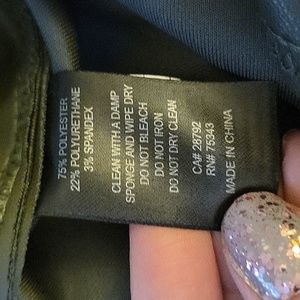 75% POLYESTER
22% POLYURETHANE
3% SPANDEX
CLEAN WITH A DAMP
SPONGE AND WIPE DRY
DO NOT BLEACH
DO NOT IRON
DO NOT DRY CLEAN
CA# 28792
RN# 75343
MADE IN CHINA